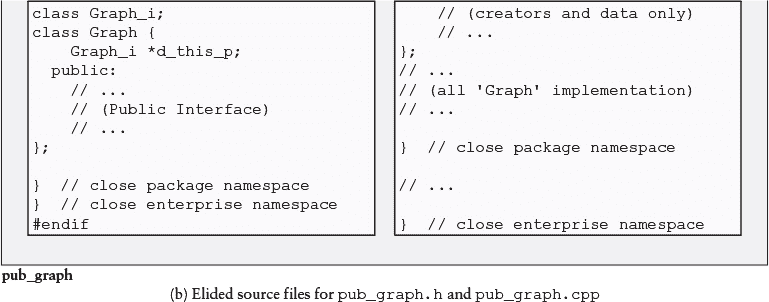 class Graph_i;
class Graph {
Graph_i *d_this_p;
public:
// ...
// (Public Interface)
// ...
};
}  // close package namespace
}  // close enterprise namespace
#endif
// (creators and data only)
// ...
};
// ...
// (all 'Graph' implementation)
// ...
}  // close package namespace
// ...
}  // close enterprise namespace
pub_graph
(b) Elided source files for pub_graph.h and pub_graph.cpp